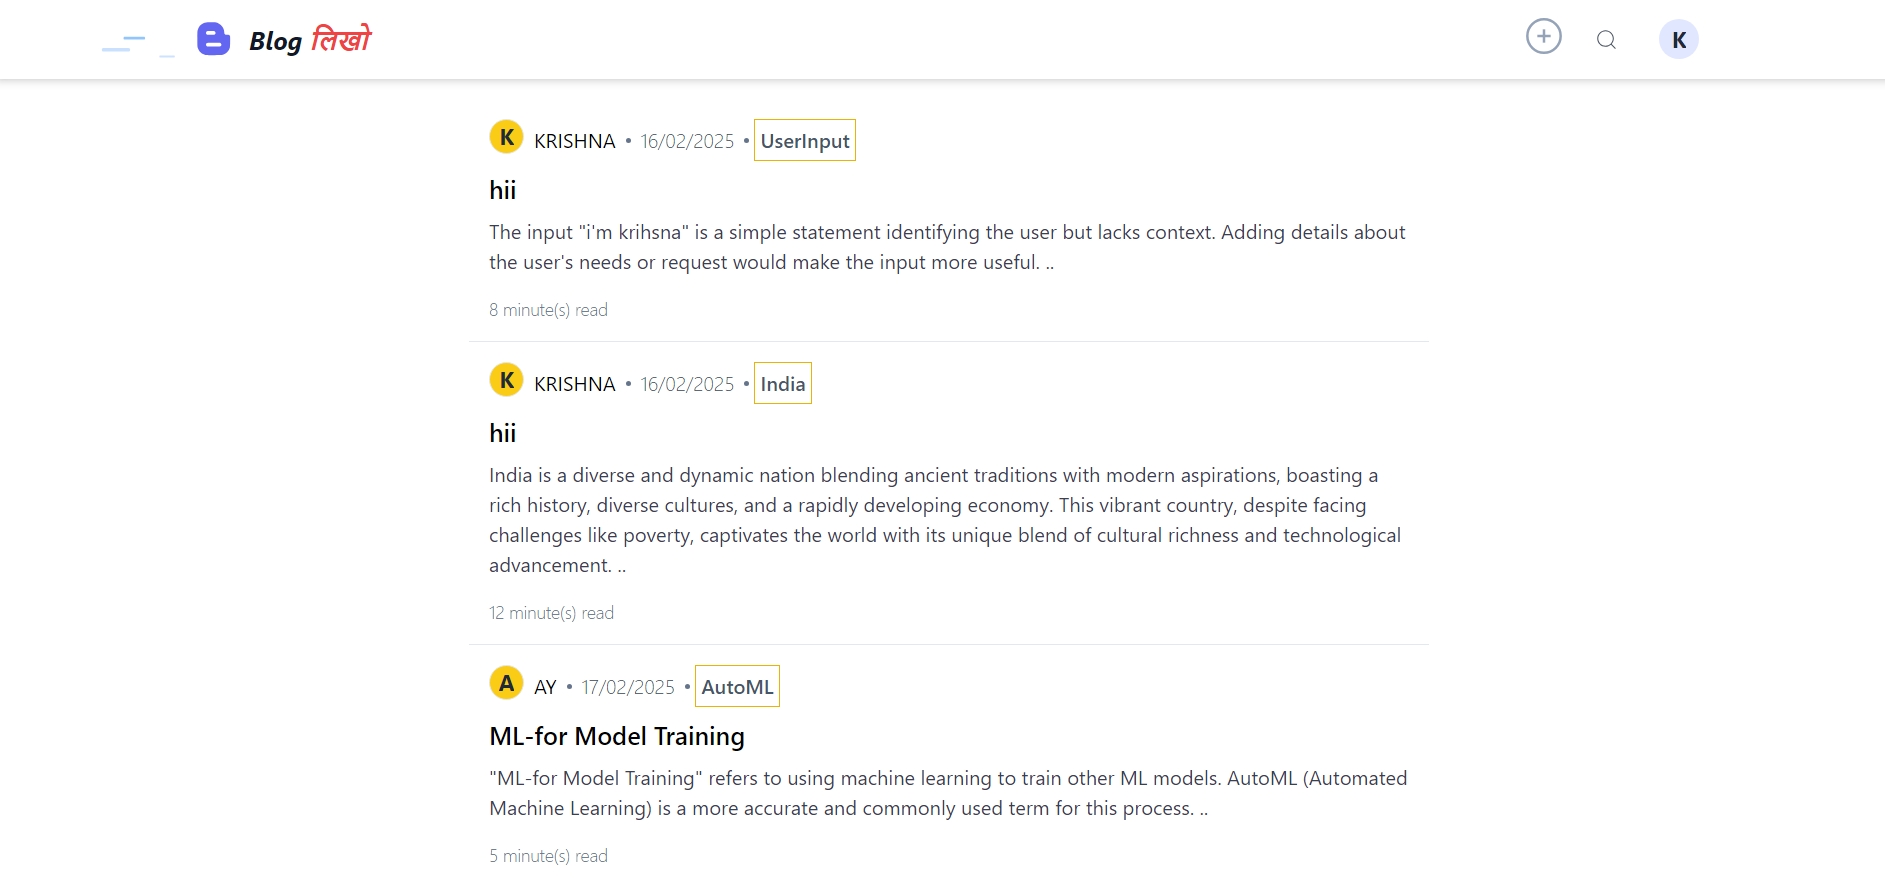 Blog लिखो
K
K KRISHNA • 16/02/2025 • UserInput
hii
The input "i'm krihsna" is a simple statement identifying the user but lacks context. Adding details about
the user's needs or request would make the input more useful. ..
8 minute(s) read
K KRISHNA • 16/02/2025 • India
hii
India is a diverse and dynamic nation blending ancient traditions with modern aspirations, boasting a
rich history, diverse cultures, and a rapidly developing economy. This vibrant country, despite facing
challenges like poverty, captivates the world with its unique blend of cultural richness and technological
advancement. ..
12 minute(s) read
A AY • 17/02/2025 • AutoML
ML-for Model Training
"ML-for Model Training" refers to using machine learning to train other ML models. AutoML (Automated
Machine Learning) is a more accurate and commonly used term for this process. ..
5 minute(s) read